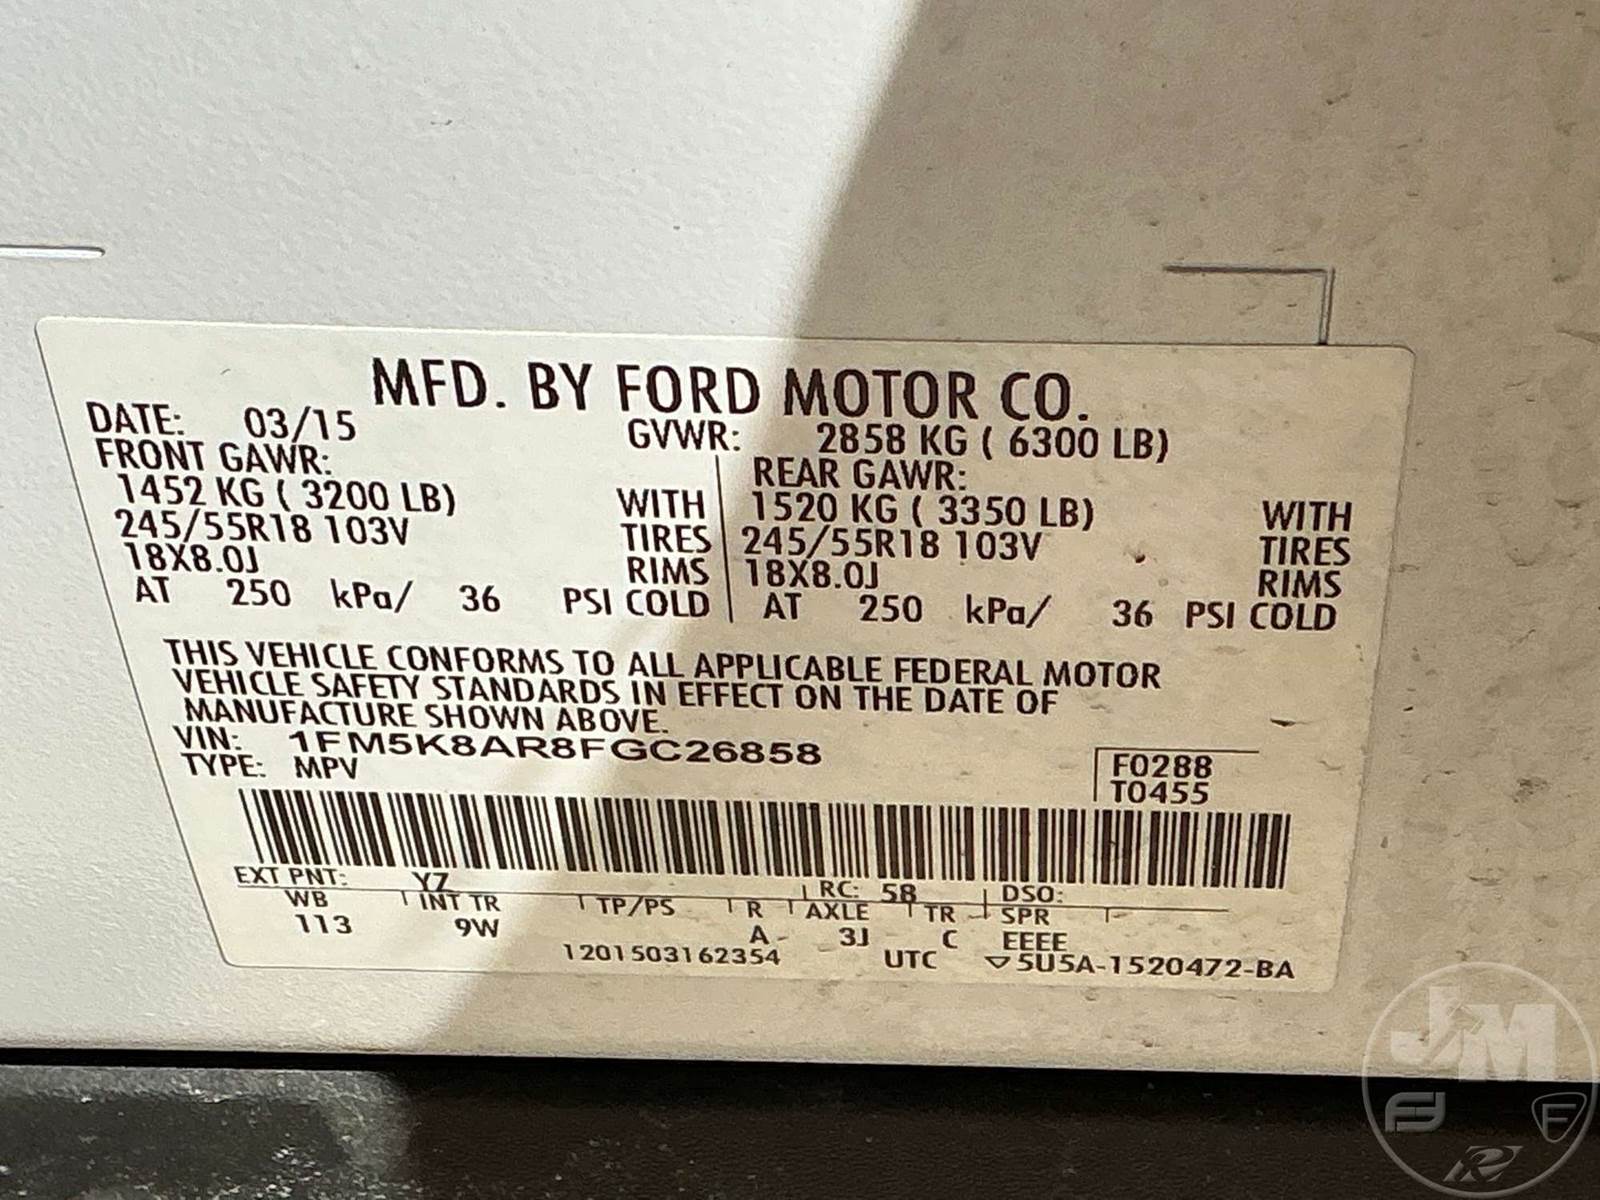 MFD. BY FORD MOTOR CO.
DATE: 03/15 GVWR: 2858 KG ( 6300 LB)
FRONT GAWR: REAR GAWR:
1452 KG ( 3200 LB) WITH 1520 KG ( 3350 LB) WITH
245/55R18 103V TIRES 245/55R18 103V TIRES
18X8.0J RIMS 18X8.0J RIMS
AT 250 kPa/ 36 PSI COLD AT 250 kPa/ 36 PSI COLD
THIS VEHICLE CONFORMS TO ALL APPLICABLE FEDERAL MOTOR
VEHICLE SAFETY STANDARDS IN EFFECT ON THE DATE OF
MANUFACTURE SHOWN ABOVE.
VIN: 1FM5K8AR8FGC26858
TYPE: MPV
F0288
T0455
EXT PNT: YZ RC: 58 DSO:
WB INT TR TP/PS R AXLE TR SPR
113 9W A 3J C EEEE
1201503162354 UTC 5U5A-1520472-BA
JM